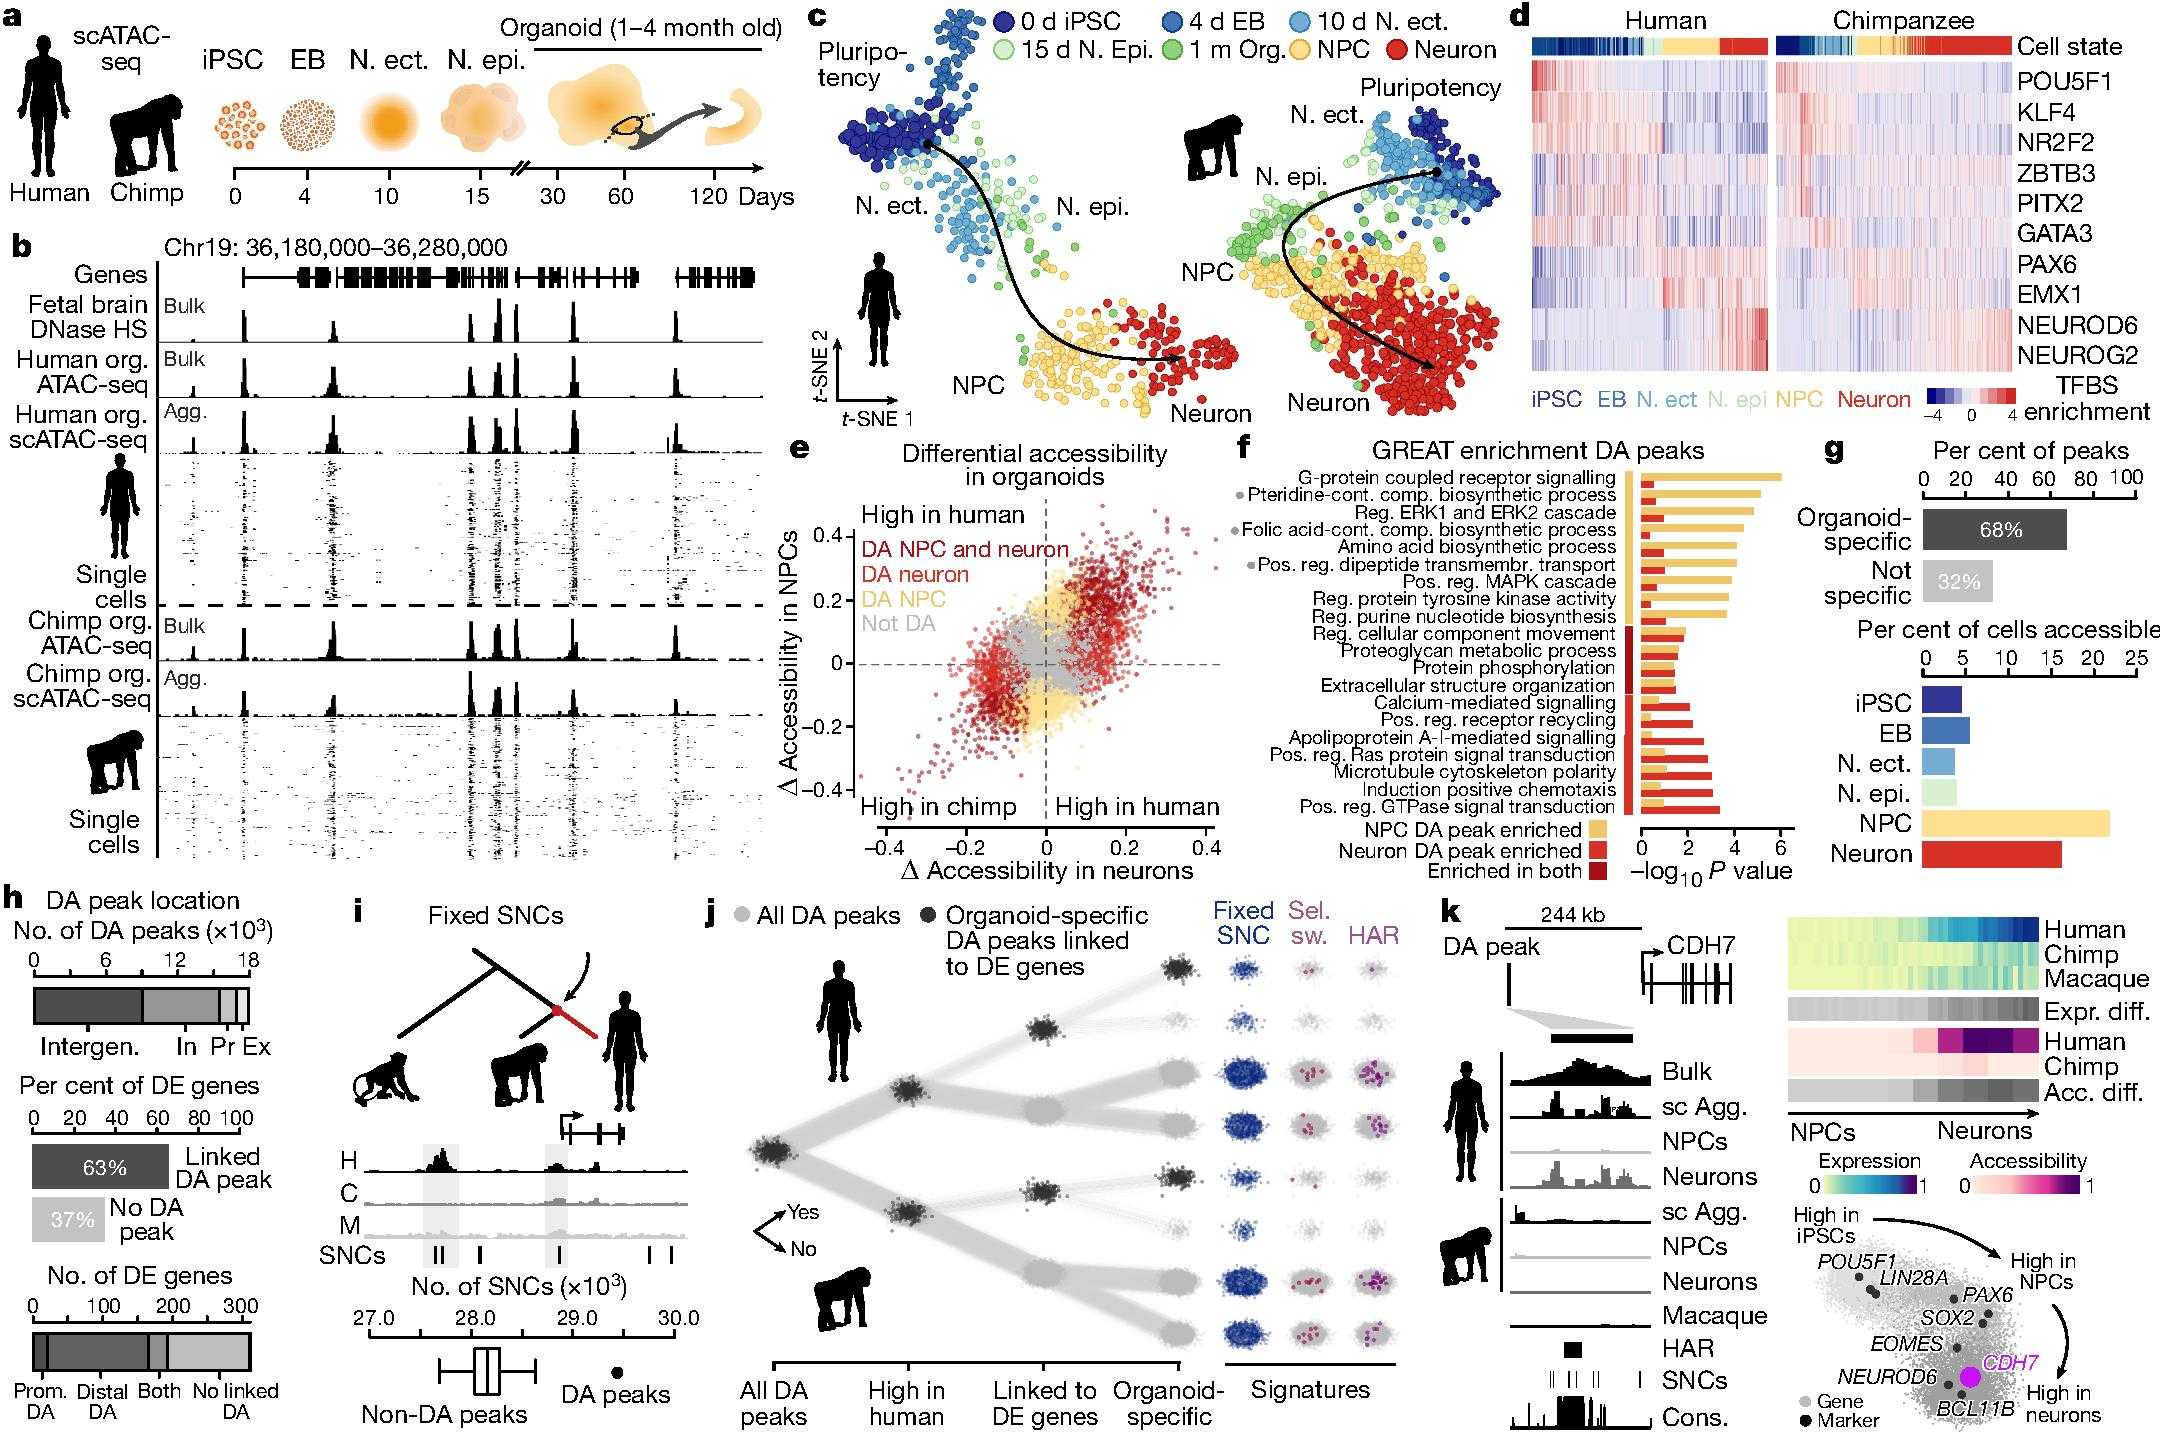 a
scATAC-
seq
Human
Chimp
iPSC
EB
N. ect.
N. epi.
Organoid (1–4 month old)
0
4
10
15
30
60
120
Days
b
Chr19: 36,180,000–36,280,000
Genes
Fetal brain
DNase HS
Bulk
Human org.
ATAC-seq
Bulk
Human org.
scATAC-seq
Agg.
Single
cells
Chimp org.
ATAC-seq
Bulk
Chimp org.
scATAC-seq
Agg.
Single
cells
c
0 d iPSC
4 d EB
10 d N. ect.
15 d N. Epi.
1 m Org.
NPC
Neuron
Pluripo-
tency
N. ect.
N. epi.
NPC
Neuron
t-SNE 2
t-SNE 1
Pluripotency
N. ect.
N. epi.
NPC
Neuron
d
Human
Chimpanzee
Cell state
POU5F1
KLF4
NR2F2
ZBTB3
PITX2
GATA3
PAX6
EMX1
NEUROD6
NEUROG2
iPSC
EB
N. ect
N. epi
NPC
Neuron
−4
0
4
TFBS
enrichment
e
Differential accessibility
in organoids
High in human
DA NPC and neuron
DA neuron
DA NPC
Not DA
Δ Accessibility in NPCs
0.4
0.2
0
−0.2
−0.4
High in chimp
High in human
−0.4
−0.2
0
0.2
0.4
Δ Accessibility in neurons
f
GREAT enrichment DA peaks
G-protein coupled receptor signalling
Pteridine-cont. comp. biosynthetic process
Reg. ERK1 and ERK2 cascade
Folic acid-cont. comp. biosynthetic process
Amino acid biosynthetic process
Pos. reg. dipeptide transmembr. transport
Pos. reg. MAPK cascade
Reg. protein tyrosine kinase activity
Reg. purine nucleotide biosynthesis
Reg. cellular component movement
Proteoglycan metabolic process
Protein phosphorylation
Extracellular structure organization
Calcium-mediated signalling
Pos. reg. receptor recycling
Apolipoprotein A-I-mediated signalling
Pos. reg. Ras protein signal transduction
Microtubule cytoskeleton polarity
Induction positive chemotaxis
Pos. reg. GTPase signal transduction
NPC DA peak enriched
Neuron DA peak enriched
Enriched in both
0
2
4
6
−log10 P value
g
Per cent of peaks
0
20
40
60
80
100
Organoid-
specific
68%
Not
specific
32%
Per cent of cells accessible
0
5
10
15
20
25
iPSC
EB
N. ect.
N. epi.
NPC
Neuron
h
DA peak location
No. of DA peaks (×10³)
0
6
12
18
Intergen.
In
Pr
Ex
Per cent of DE genes
0
20
40
60
80
100
63%
Linked
DA peak
37%
No DA
peak
No. of DE genes
0
100
200
300
Prom.
DA
Distal
DA
Both
No linked
DA
i
Fixed SNCs
H
C
M
SNCs
No. of SNCs (×10³)
27.0
28.0
29.0
30.0
Non-DA peaks
DA peaks
j
All DA peaks
Organoid-specific
DA peaks linked
to DE genes
Fixed
SNC
Sel.
sw.
HAR
Yes
No
All DA
peaks
High in
human
Linked to
DE genes
Organoid-
specific
Signatures
k
244 kb
DA peak
CDH7
Bulk
sc Agg.
NPCs
Neurons
sc Agg.
NPCs
Neurons
Macaque
HAR
SNCs
Cons.
Human
Chimp
Macaque
Expr. diff.
Human
Chimp
Acc. diff.
NPCs
Neurons
Expression
0
1
Accessibility
0
1
High in
iPSCs
High in
NPCs
High in
neurons
POU5F1
LIN28A
PAX6
SOX2
EOMES
CDH7
NEUROD6
BCL11B
Gene
Marker